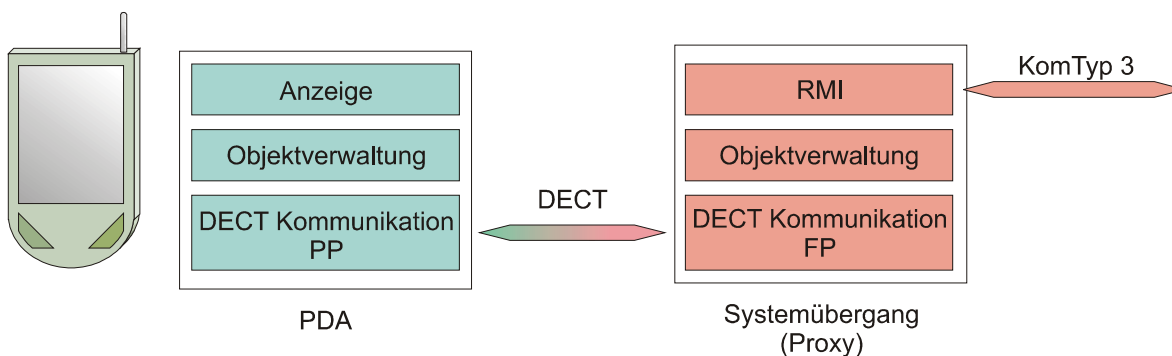 Anzeige
Objektverwaltung
DECT Kommunikation
PP
PDA
DECT
RMI
Objektverwaltung
DECT Kommunikation
FP
Systemübergang
(Proxy)
KomTyp 3